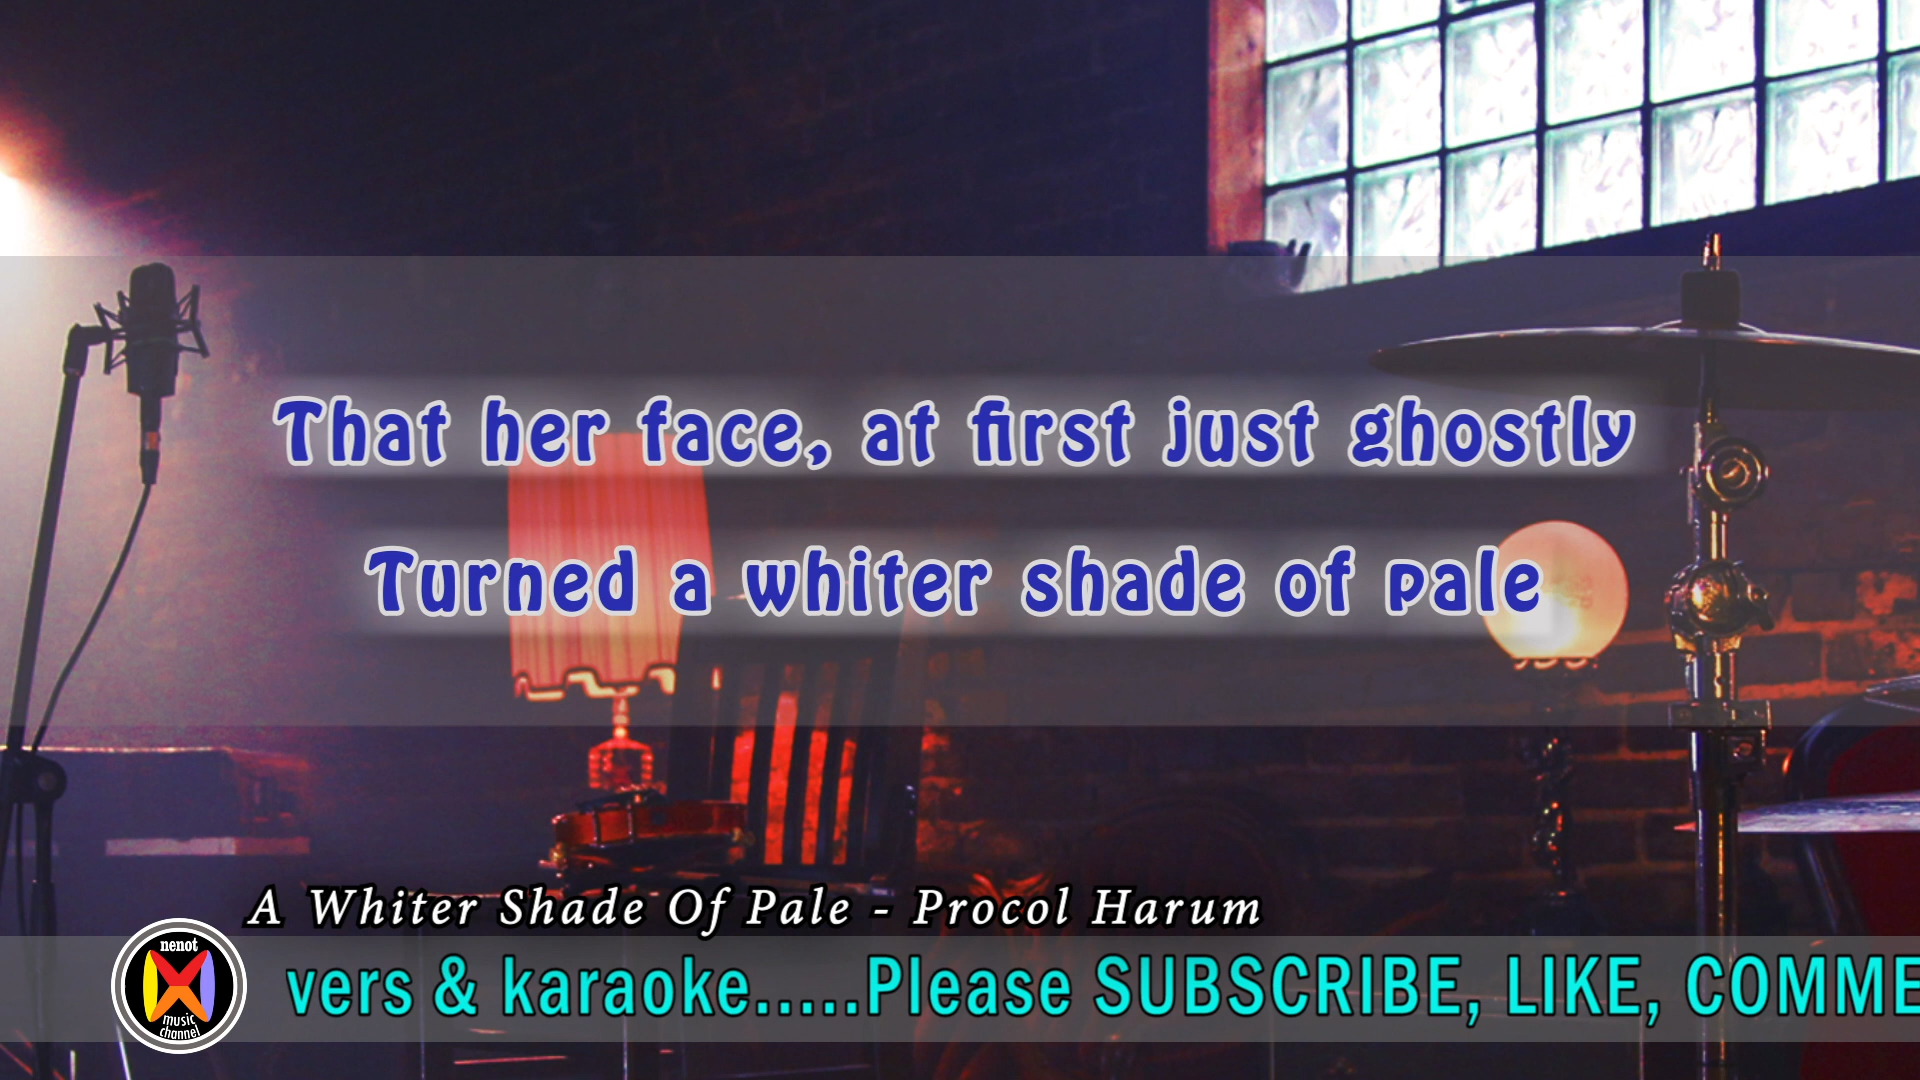 That her face, at first just ghostly
Turned a whiter shade of pale
A Whiter Shade Of Pale - Procol Harum
nenot
music
channel
vers & karaoke.....Please SUBSCRIBE, LIKE, COMME